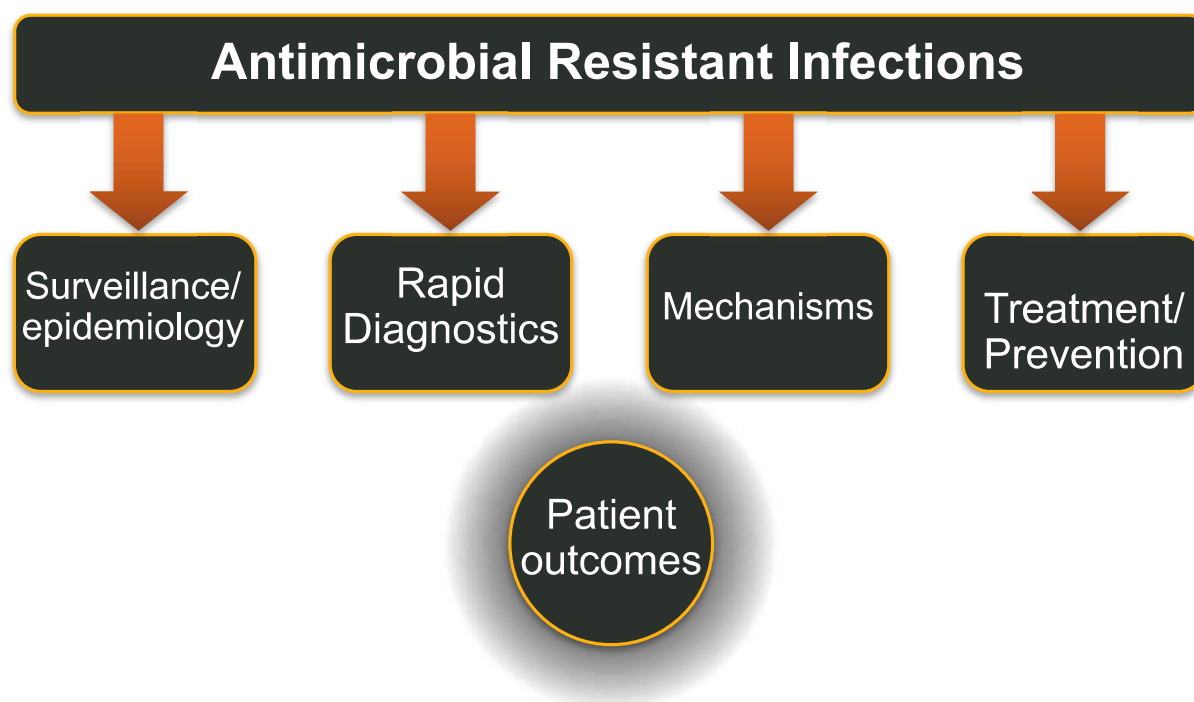 Antimicrobial Resistant Infections
Surveillance/
epidemiology
Rapid
Diagnostics
Mechanisms
Treatment/
Prevention
Patient
outcomes